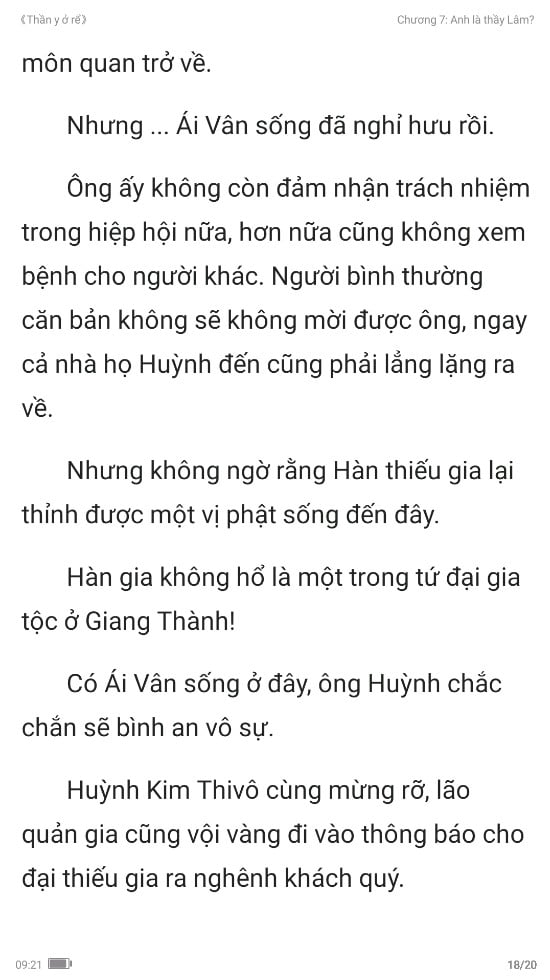 《Thần y ở rể》
Chương 7: Anh là thầy Lâm?
môn quan trở về.
Nhưng ... Ái Vân sống đã nghỉ hưu rồi.
Ông ấy không còn đảm nhận trách nhiệm
trong hiệp hội nữa, hơn nữa cũng không xem
bệnh cho người khác. Người bình thường
căn bản không sẽ không mời được ông, ngay
cả nhà họ Huỳnh đến cũng phải lẳng lặng ra
về.
Nhưng không ngờ rằng Hàn thiếu gia lại
thỉnh được một vị phật sống đến đây.
Hàn gia không hổ là một trong tứ đại gia
tộc ở Giang Thành!
Có Ái Vân sống ở đây, ông Huỳnh chắc
chắn sẽ bình an vô sự.
Huỳnh Kim Thivô cùng mừng rỡ, lão
quản gia cũng vội vàng đi vào thông báo cho
đại thiếu gia ra nghênh khách quý.
09:21
18/20